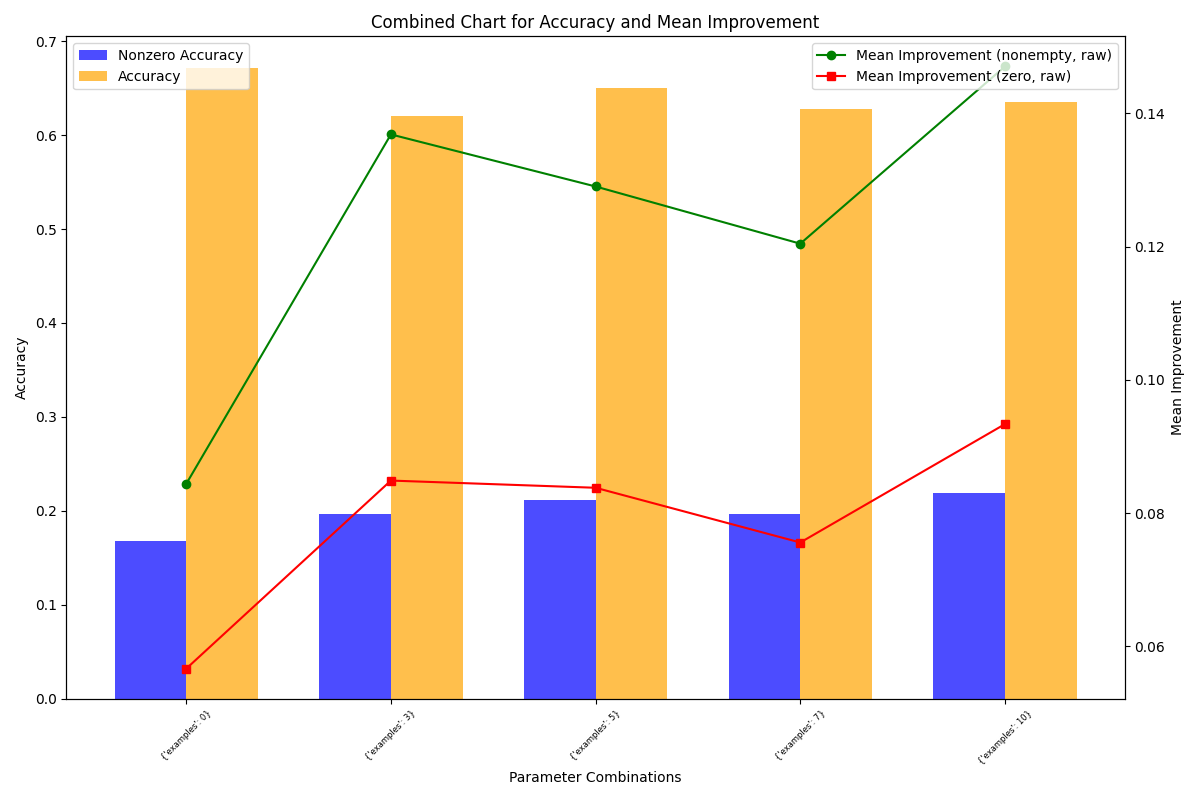 Combined Chart for Accuracy and Mean Improvement
Nonzero Accuracy
Accuracy
Mean Improvement (nonempty, raw)
Mean Improvement (zero, raw)
0.7
0.6
0.5
0.4
0.3
0.2
0.1
0.0
Accuracy
0.14
0.12
0.10
0.08
0.06
Mean Improvement
{'examples': 0}
{'examples': 3}
{'examples': 5}
{'examples': 7}
{'examples': 10}
Parameter Combinations